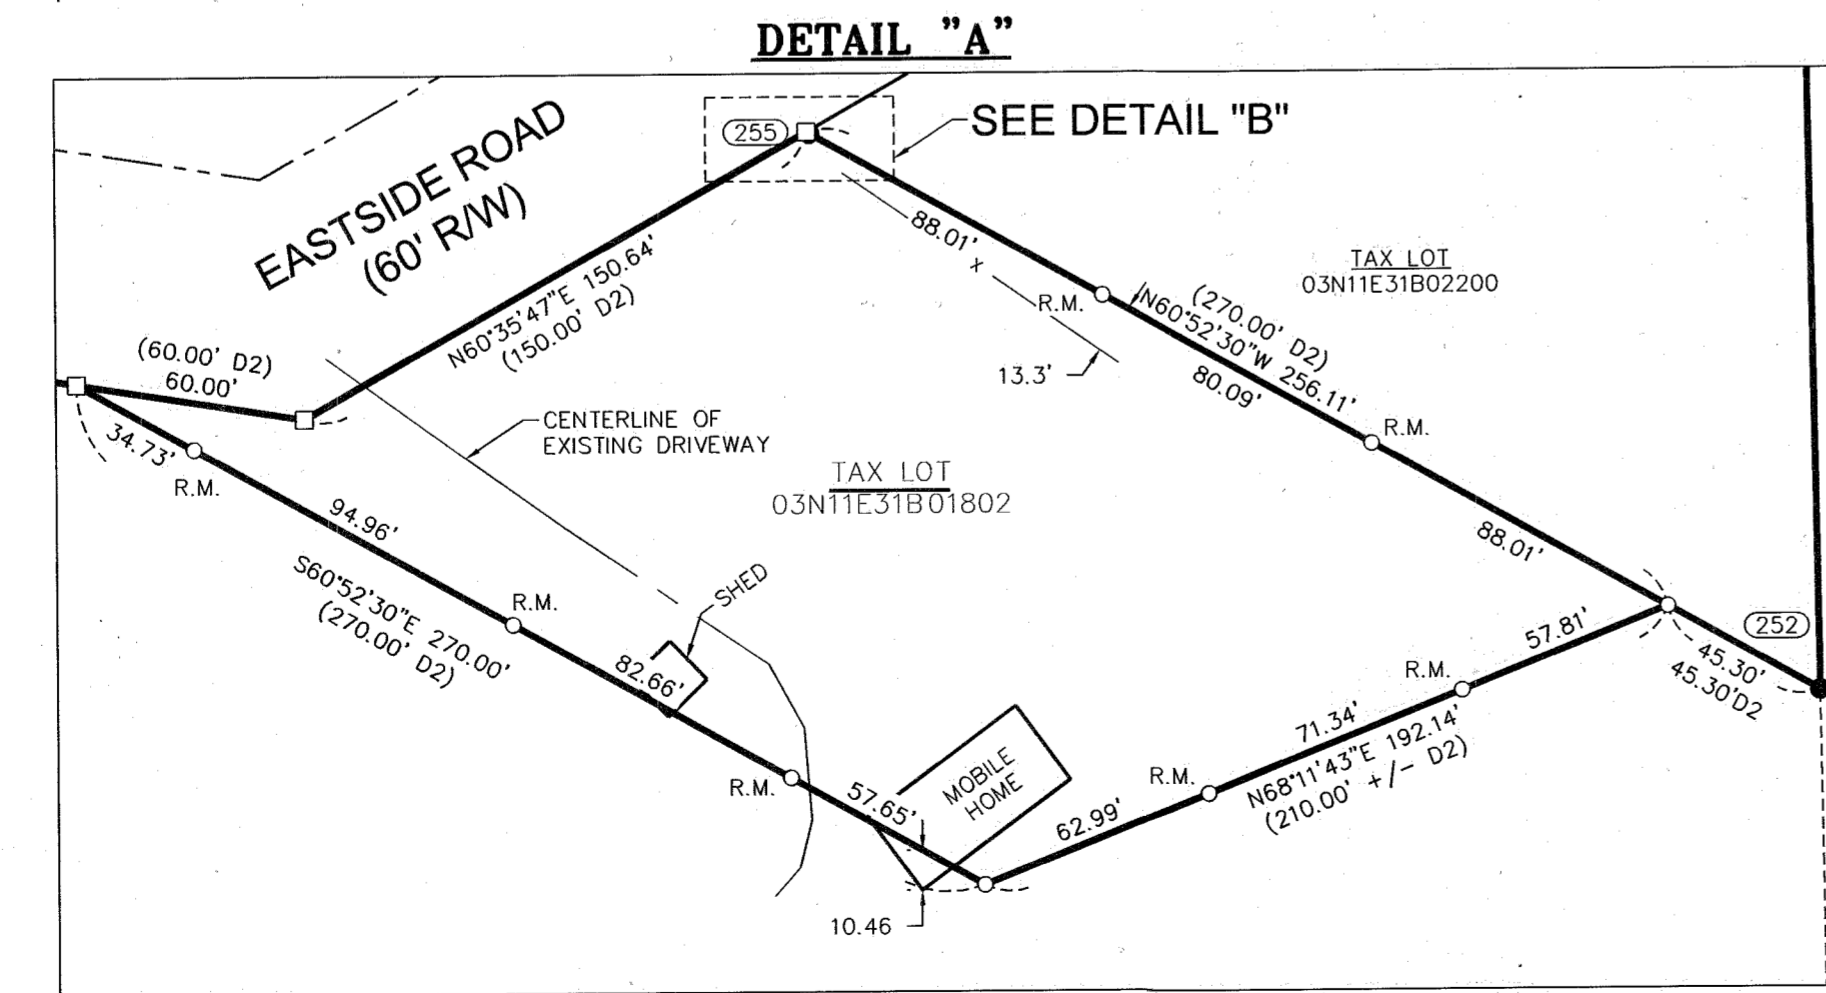 DETAIL "A"
EASTSIDE ROAD
(60' R/W)
255
SEE DETAIL "B"
88.01'
x
R.M.
13.3'
TAX LOT
03N11E31B02200
(270.00' D2)
N60°52'30"W 256.11'
80.09'
R.M.
88.01'
N60°35'47"E 150.64'
(150.00' D2)
(60.00' D2)
60.00'
34.73'
R.M.
CENTERLINE OF
EXISTING DRIVEWAY
TAX LOT
03N11E31B01802
94.96'
S60°52'30"E 270.00'
(270.00' D2)
R.M.
SHED
82.66'
R.M.
57.65'
MOBILE
HOME
10.46
62.99'
R.M.
71.34'
N68°11'43"E 192.14'
(210.00' +/- D2)
R.M.
57.81'
252
45.30'
45.30'D2